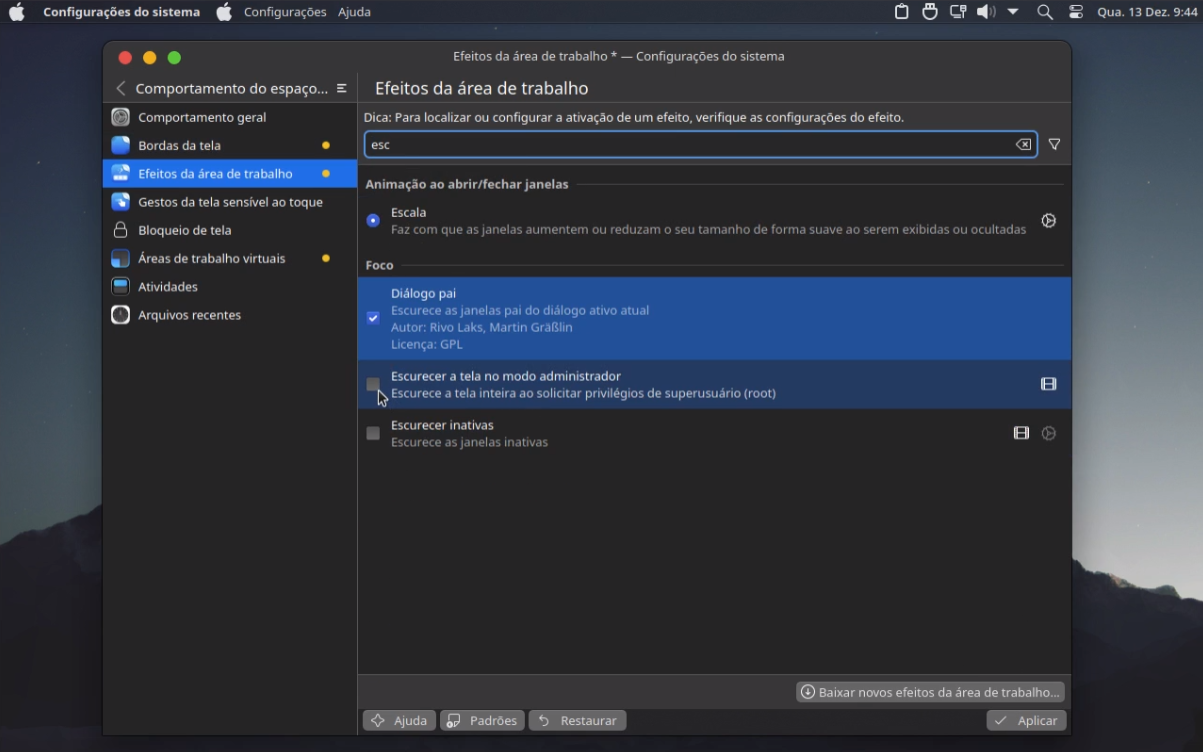 Configurações do sistema Configurações Ajuda Qua. 13 Dez. 9:44
Efeitos da área de trabalho * — Configurações do sistema
Comportamento do espaço...
Efeitos da área de trabalho
Comportamento geral
Bordas da tela
Efeitos da área de trabalho
Gestos da tela sensível ao toque
Bloqueio de tela
Áreas de trabalho virtuais
Atividades
Arquivos recentes
Dica: Para localizar ou configurar a ativação de um efeito, verifique as configurações do efeito.
esc
Animação ao abrir/fechar janelas
Escala
Faz com que as janelas aumentem ou reduzam o seu tamanho de forma suave ao serem exibidas ou ocultadas
Foco
Diálogo pai
Escurece as janelas pai do diálogo ativo atual
Autor: Rivo Laks, Martin Gräßlin
Licença: GPL
Escurecer a tela no modo administrador
Escurece a tela inteira ao solicitar privilégios de superusuário (root)
Escurecer inativas
Escurece as janelas inativas
Baixar novos efeitos da área de trabalho...
Ajuda Padrões Restaurar Aplicar